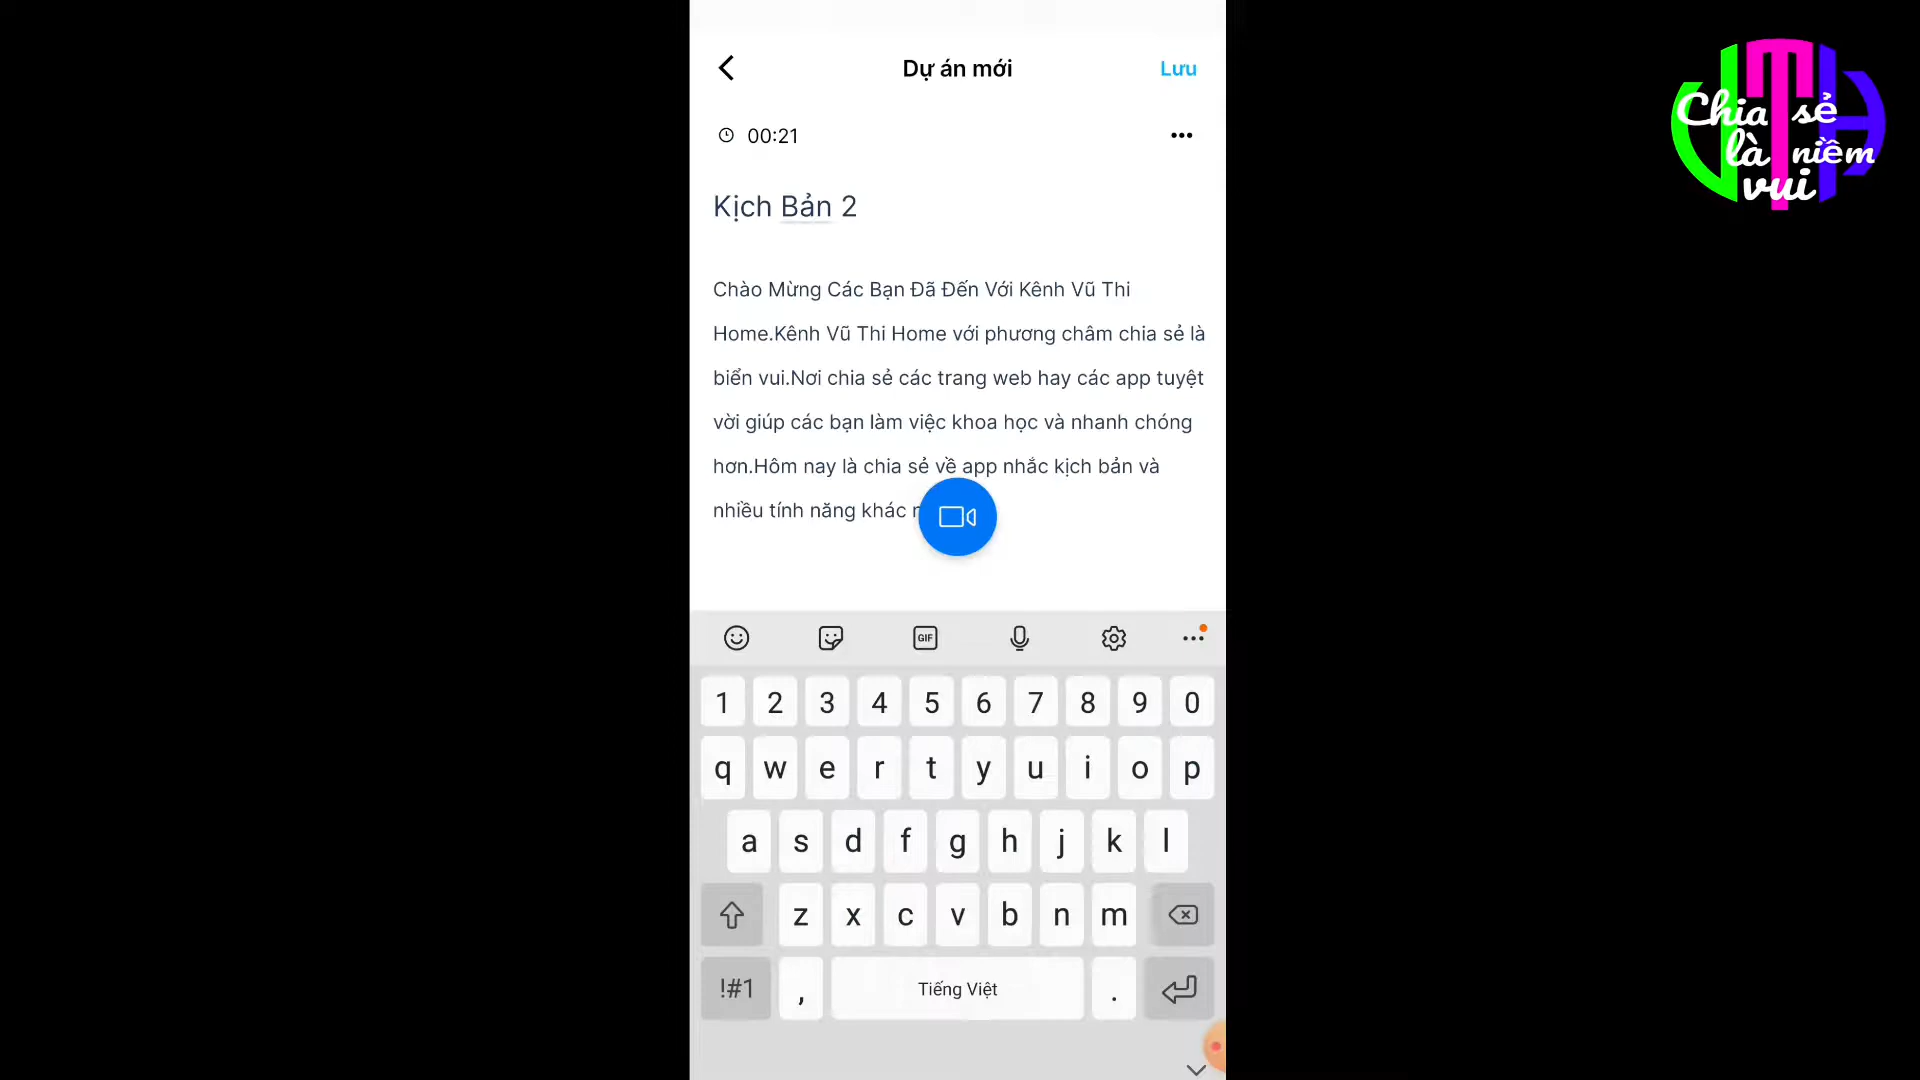 Dự án mới
Lưu
00:21
Kịch Bản 2
Chào Mừng Các Bạn Đã Đến Với Kênh Vũ Thi
Home.Kênh Vũ Thi Home với phương châm chia sẻ là
biển vui.Nơi chia sẻ các trang web hay các app tuyệt
vời giúp các bạn làm việc khoa học và nhanh chóng
hơn.Hôm nay là chia sẻ về app nhắc kịch bản và
nhiều tính năng khác
Chia sẻ
là niềm
vui
GIF
1 2 3 4 5 6 7 8 9 0
q w e r t y u i o p
a s d f g h j k l
z x c v b n m
!#1 , Tiếng Việt .